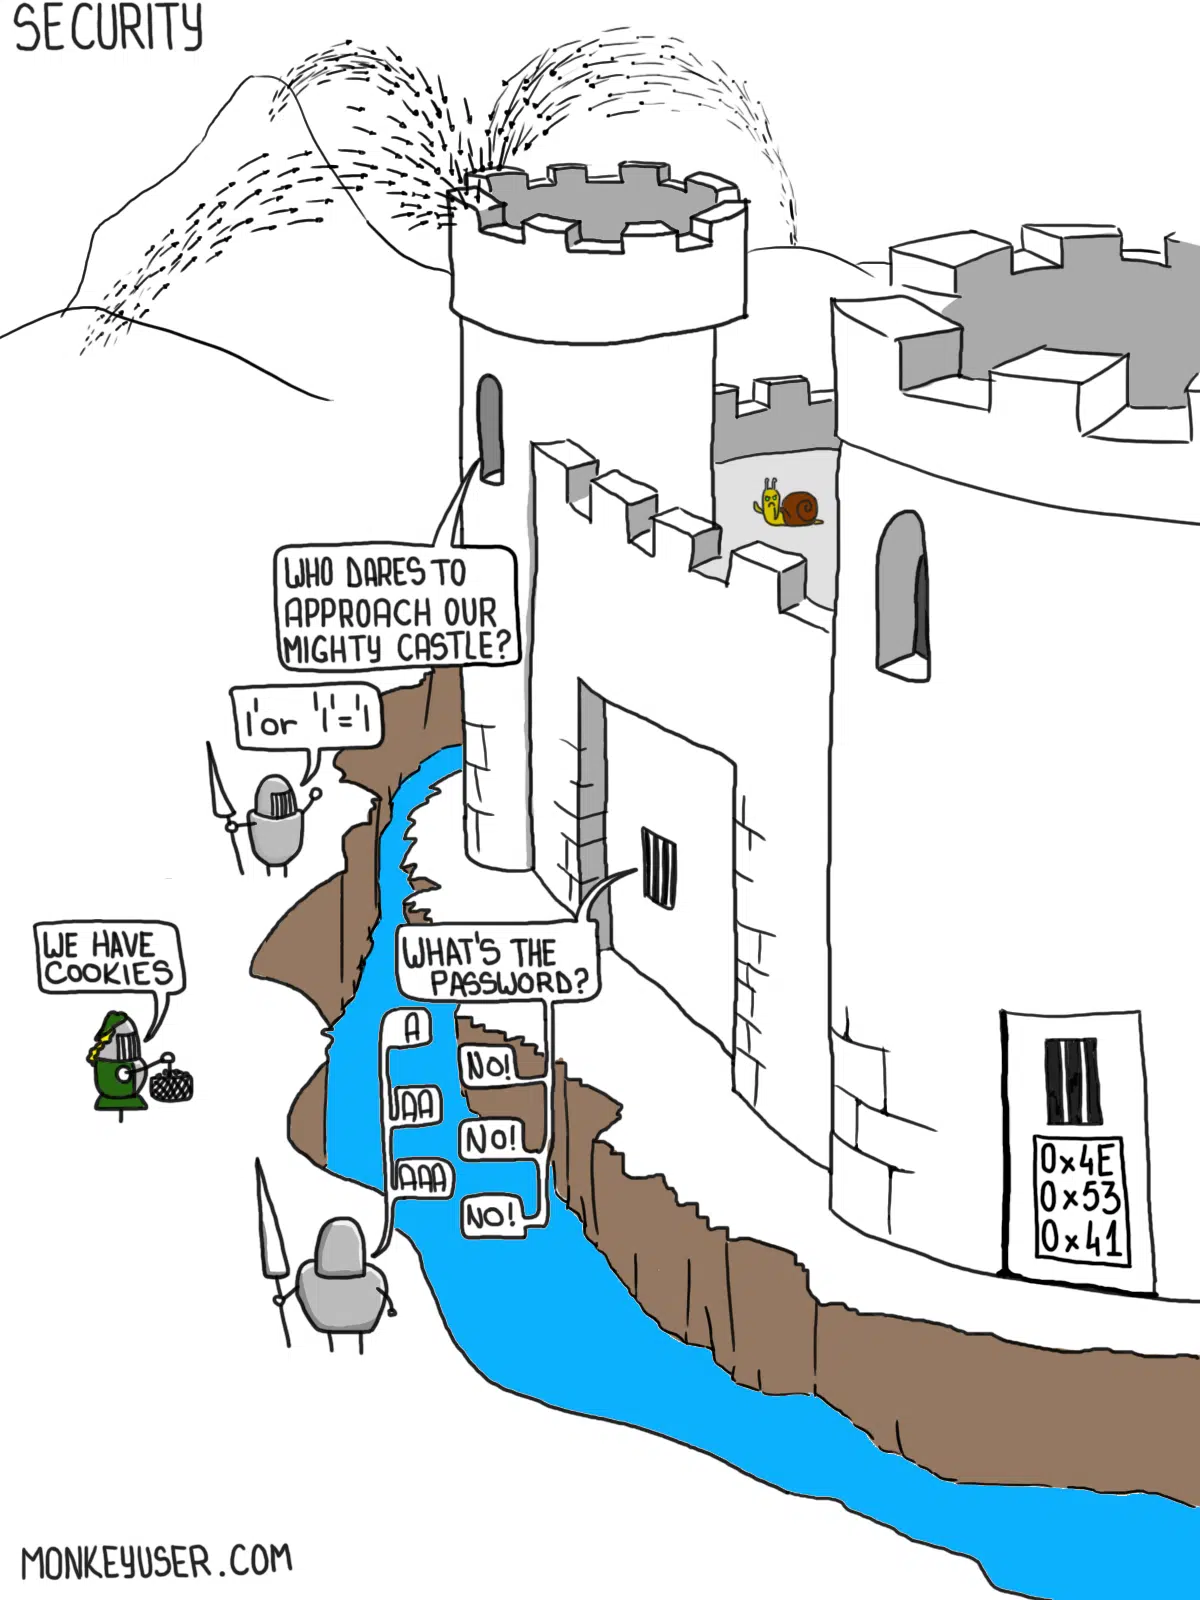 SECURITY
WHO DARES TO
APPROACH OUR
MIGHTY CASTLE?
1'or '1'='1
WE HAVE
COOKIES
WHAT'S THE
PASSWORD?
A
NO!
AA
NO!
AAA
NO!
0x4E
0x53
0x41
MONKEYUSER.COM